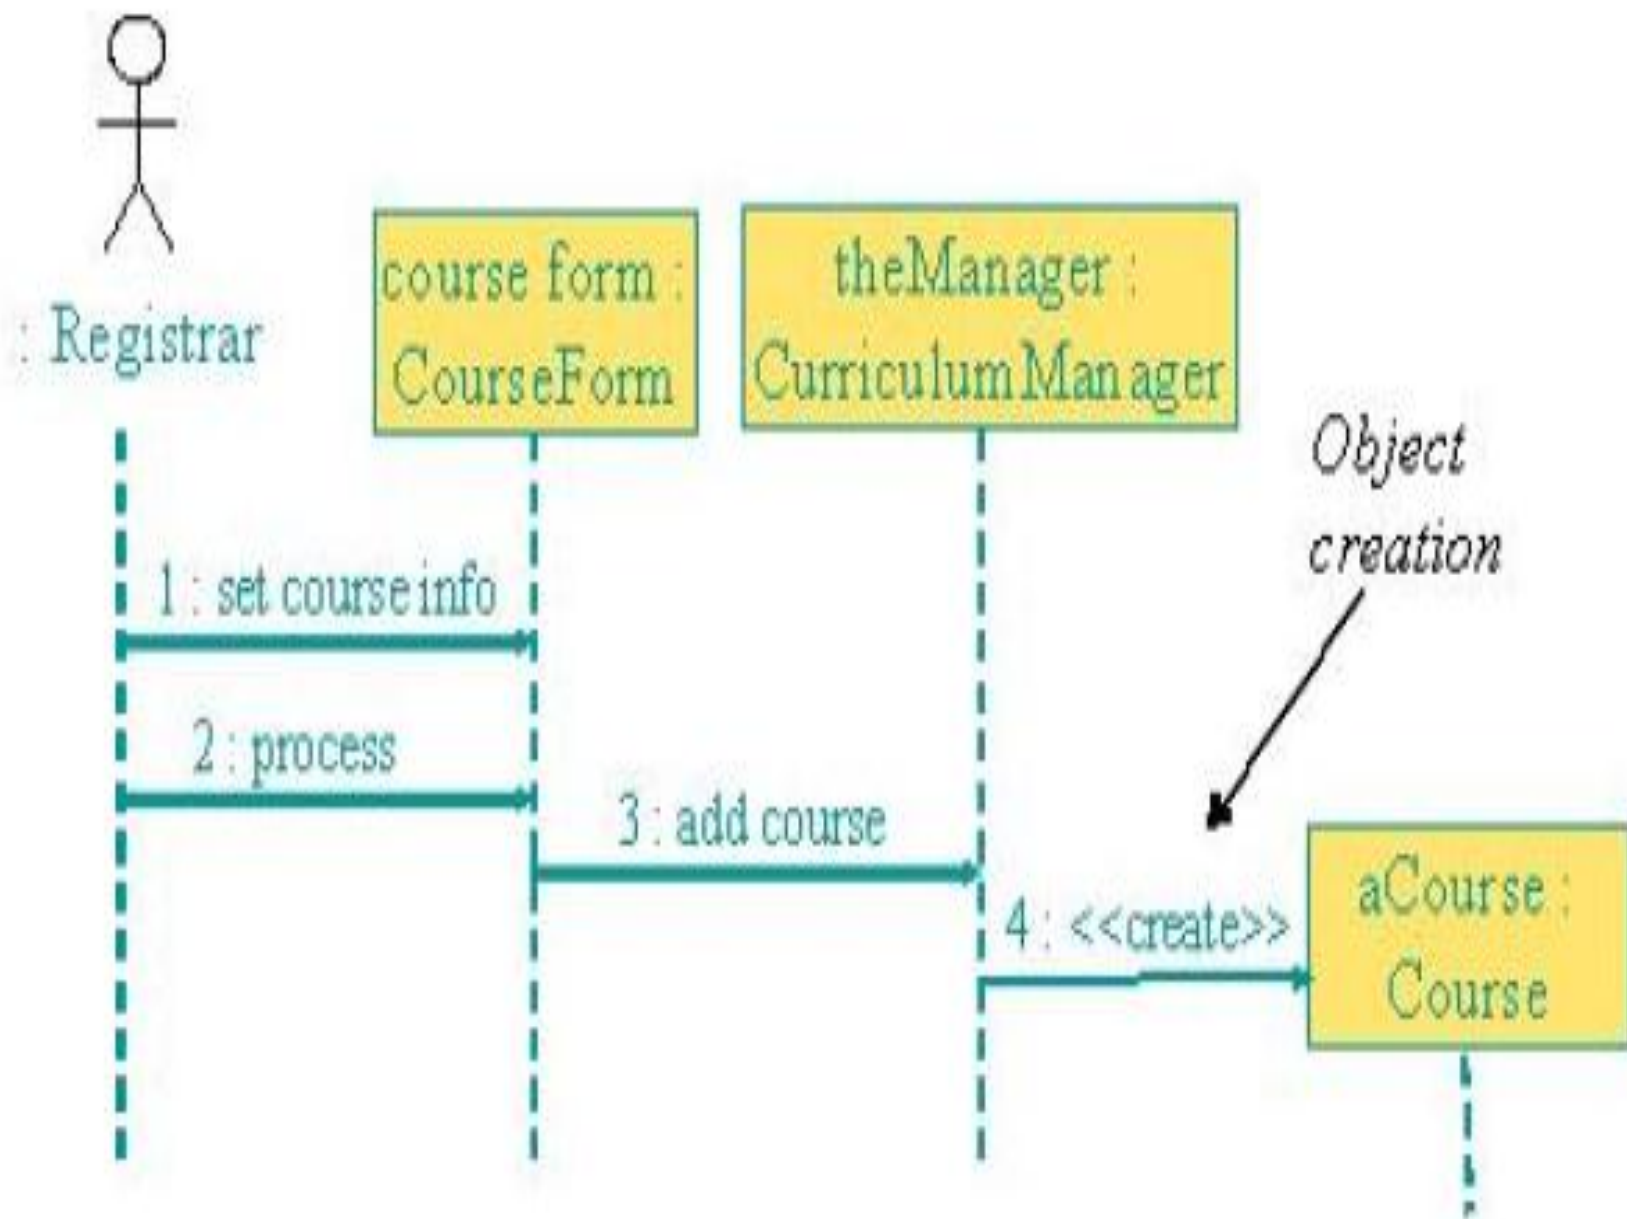 : Registrar
course form :
CourseForm
theManager :
CurriculumManager
Object
creation
1 : set course info
2 : process
3 : add course
4 : <<create>>
aCourse :
Course